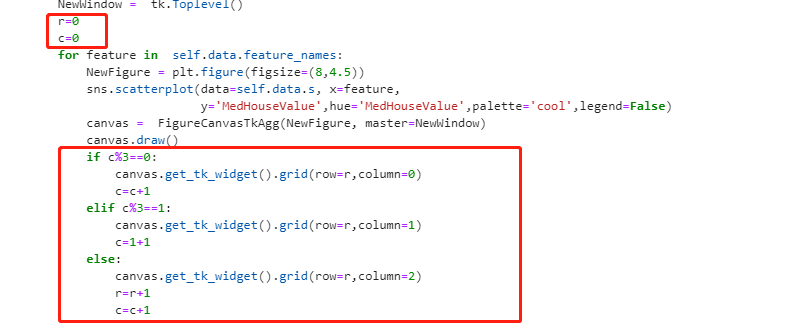 NewWindow =  tk.Toplevel()
r=0
c=0
for feature in  self.data.feature_names:
    NewFigure = plt.figure(figsize=(8,4.5))
    sns.scatterplot(data=self.data.s, x=feature,
                    y='MedHouseValue',hue='MedHouseValue',palette='cool',legend=False)
    canvas =  FigureCanvasTkAgg(NewFigure, master=NewWindow)
    canvas.draw()
    if c%3==0:
        canvas.get_tk_widget().grid(row=r,column=0)
        c=c+1
    elif c%3==1:
        canvas.get_tk_widget().grid(row=r,column=1)
        c=1+1
    else:
        canvas.get_tk_widget().grid(row=r,column=2)
        r=r+1
        c=c+1